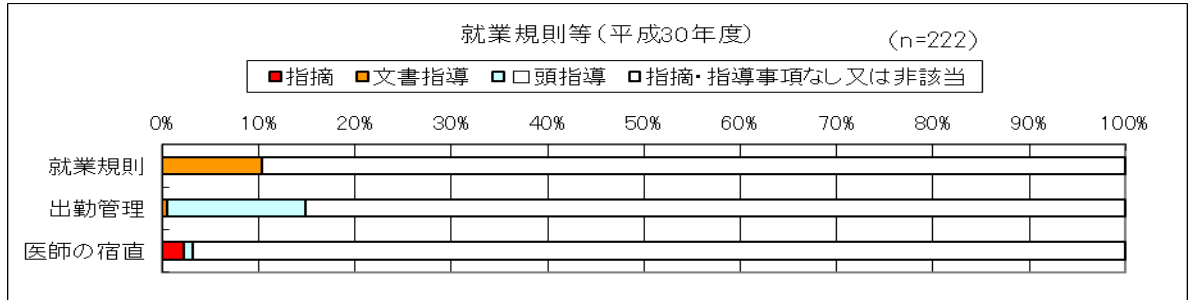 就業規則等(平成30年度) (n=222)
■指摘 ■文書指導 □口頭指導 □指摘・指導事項なし又は非該当
0% 10% 20% 30% 40% 50% 60% 70% 80% 90% 100%
就業規則
出勤管理
医師の宿直